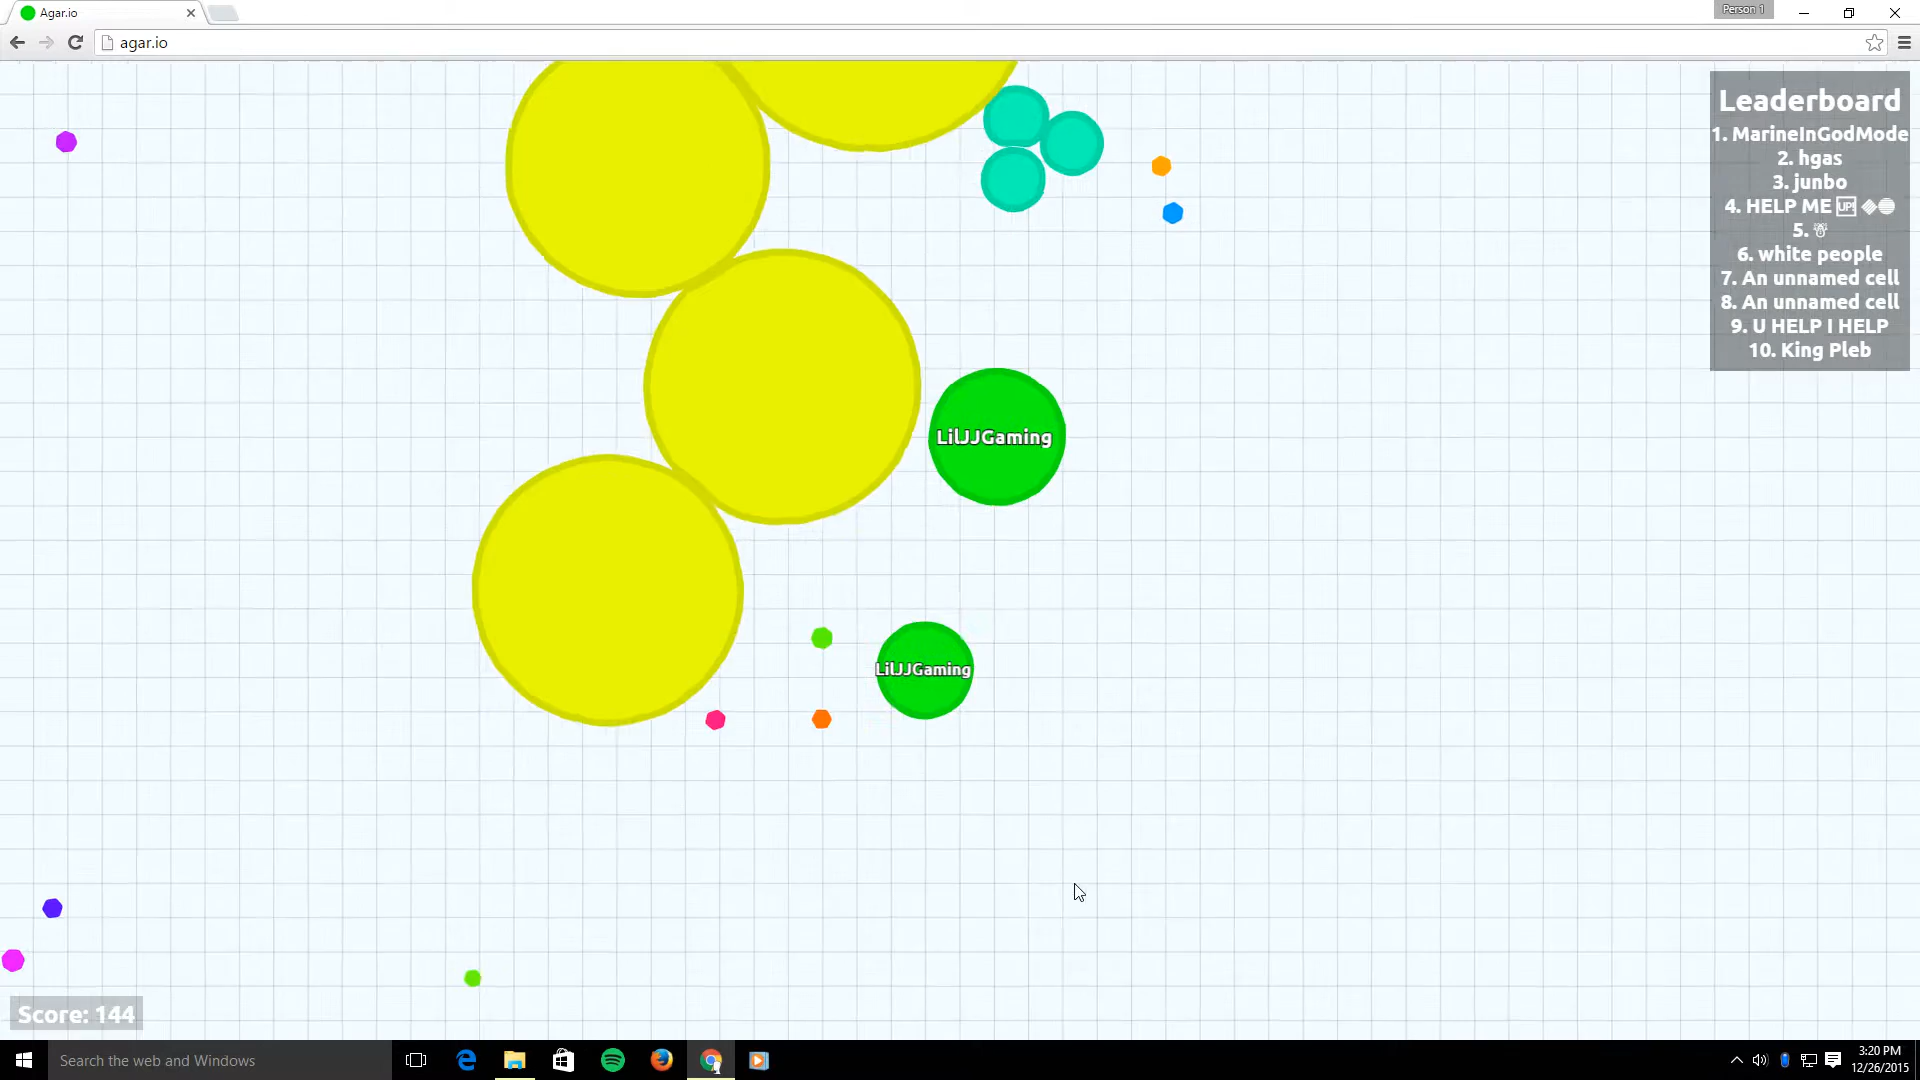 Agar.io
Person 1
agar.io
Leaderboard
1. MarineInGodMode
2. hgas
3. junbo
4. HELP ME 🆙 
5. ☃
6. white people
7. An unnamed cell
8. An unnamed cell
9. U HELP I HELP
10. King Pleb
LilJJGaming
LilJJGaming
Score: 144
Search the web and Windows
3:20 PM
12/26/2015